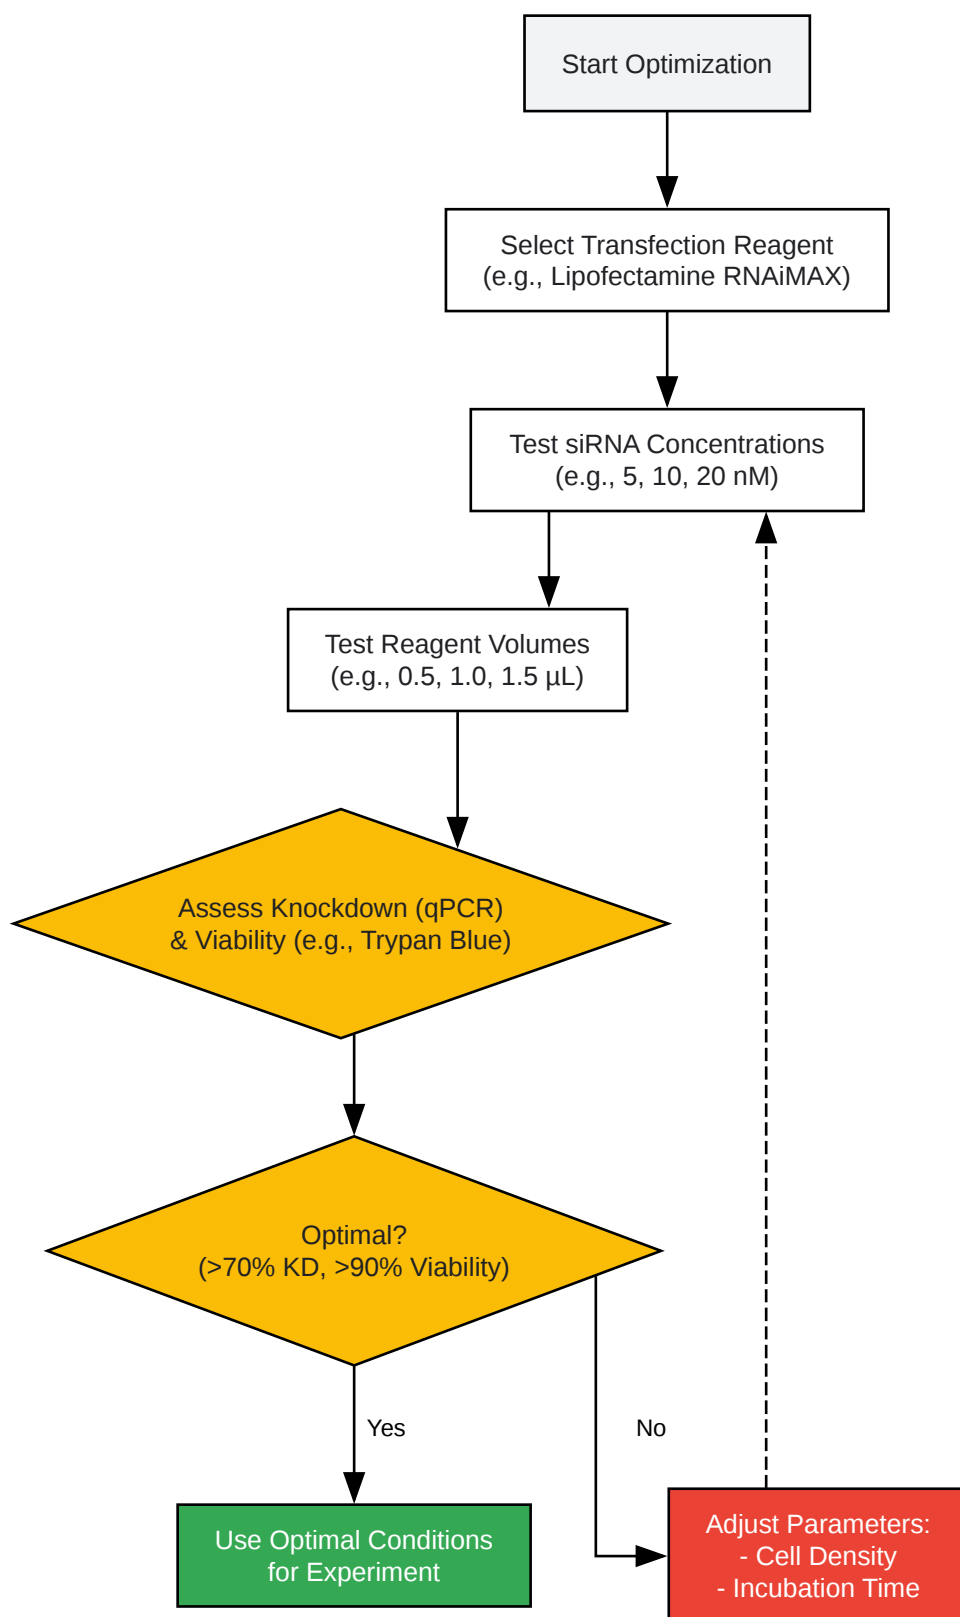 Start Optimization
Select Transfection Reagent
(e.g., Lipofectamine RNAiMAX)
Test siRNA Concentrations
(e.g., 5, 10, 20 nM)
Test Reagent Volumes
(e.g., 0.5, 1.0, 1.5 µL)
Assess Knockdown (qPCR)
& Viability (e.g., Trypan Blue)
Optimal?
(>70% KD, >90% Viability)
Yes
No
Use Optimal Conditions
for Experiment
Adjust Parameters:
- Cell Density
- Incubation Time